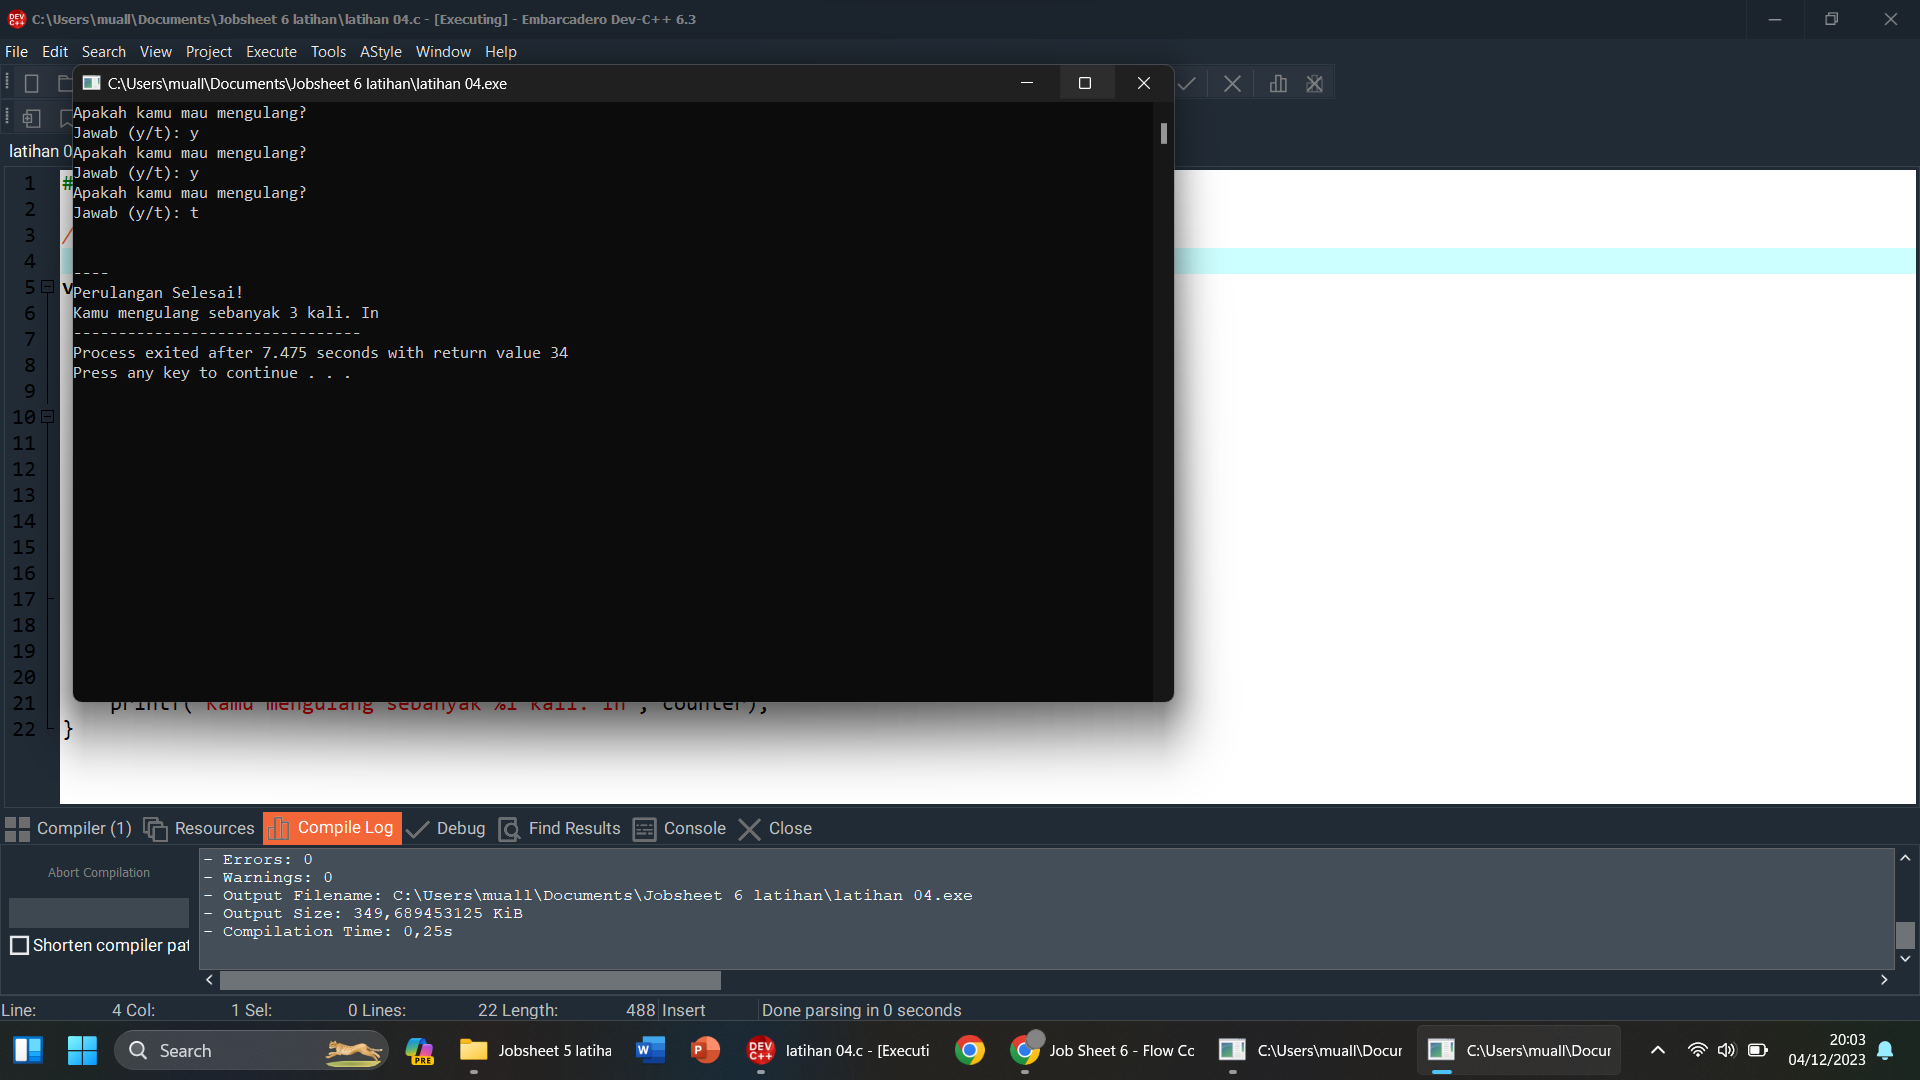 C:\Users\muall\Documents\Jobsheet 6 latihan\latihan 04.c - [Executing] - Embarcadero Dev-C++ 6.3
File Edit Search View Project Execute Tools AStyle Window Help
C:\Users\muall\Documents\Jobsheet 6 latihan\latihan 04.exe
Apakah kamu mau mengulang?
Jawab (y/t): y
Apakah kamu mau mengulang?
Jawab (y/t): y
Apakah kamu mau mengulang?
Jawab (y/t): t
----
Perulangan Selesai!
Kamu mengulang sebanyak 3 kali. In
--------------------------------
Process exited after 7.475 seconds with return value 34
Press any key to continue . . .
latihan 0
1 #
2
3 /
4
5 v
6
7
8
9
10
11
12
13
14
15
16
17
18
19
20
21 printf("Kamu mengulang sebanyak %i kali. In", counter);
22 }
Compiler (1) Resources Compile Log Debug Find Results Console Close
Abort Compilation
Shorten compiler pat
- Errors: 0
- Warnings: 0
- Output Filename: C:\Users\muall\Documents\Jobsheet 6 latihan\latihan 04.exe
- Output Size: 349,689453125 KiB
- Compilation Time: 0,25s
Line: 4 Col: 1 Sel: 0 Lines: 22 Length: 488 Insert Done parsing in 0 seconds
Search PRE Jobsheet 5 latiha W P DEV C++ latihan 04.c - [Executi Job Sheet 6 - Flow Cc C:\Users\muall\Docur C:\Users\muall\Docur
20:03
04/12/2023